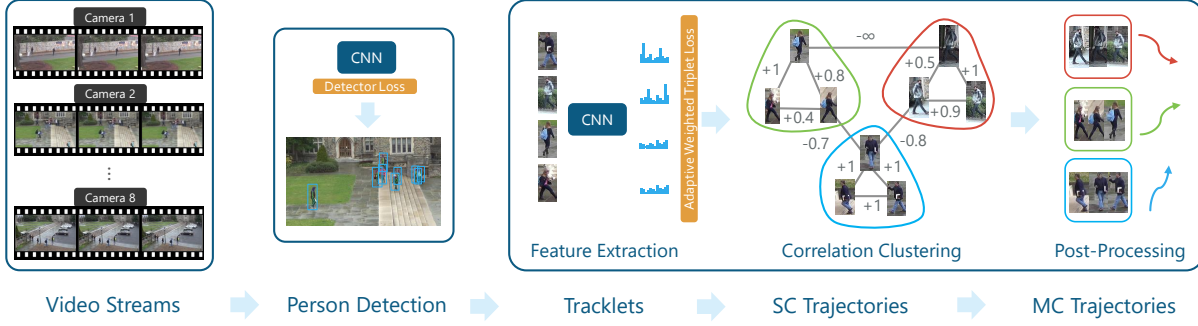 Camera 1
Camera 2
⋮
Camera 8
CNN
Detector Loss
CNN
Adaptive Weighted Triplet Loss
Feature Extraction
-∞
+1
+0.8
+0.4
+0.5
+1
+0.9
-0.7
-0.8
+1
+1
+1
Correlation Clustering
Post-Processing
Video Streams
Person Detection
Tracklets
SC Trajectories
MC Trajectories